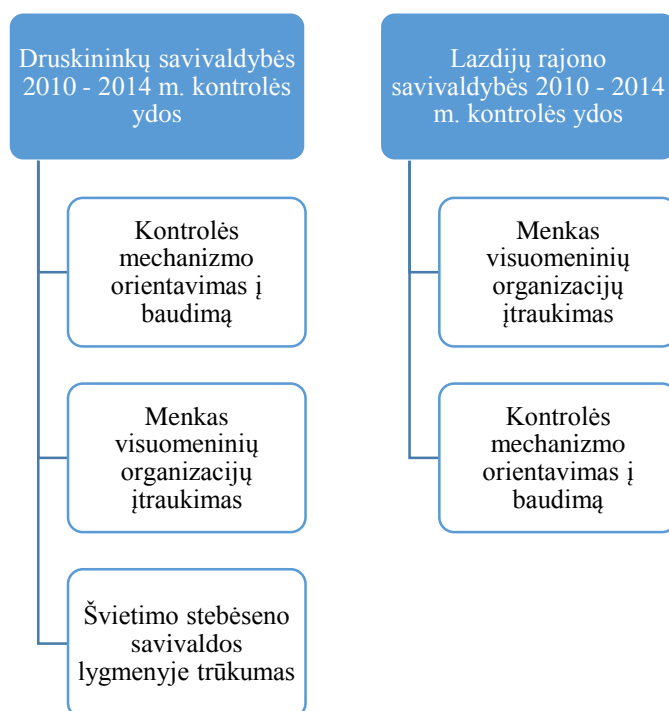 Druskininkų savivaldybės
2010 - 2014 m. kontrolės
ydos
Kontrolės
mechanizmo
orientavimas į
baudimą
Menkas
visuomeninių
organizacijų
įtraukimas
Švietimo stebėseno
savivaldos
lygmenyje trūkumas
Lazdijų rajono
savivaldybės 2010 - 2014
m. kontrolės ydos
Menkas
visuomeninių
organizacijų
įtraukimas
Kontrolės
mechanizmo
orientavimas į
baudimą